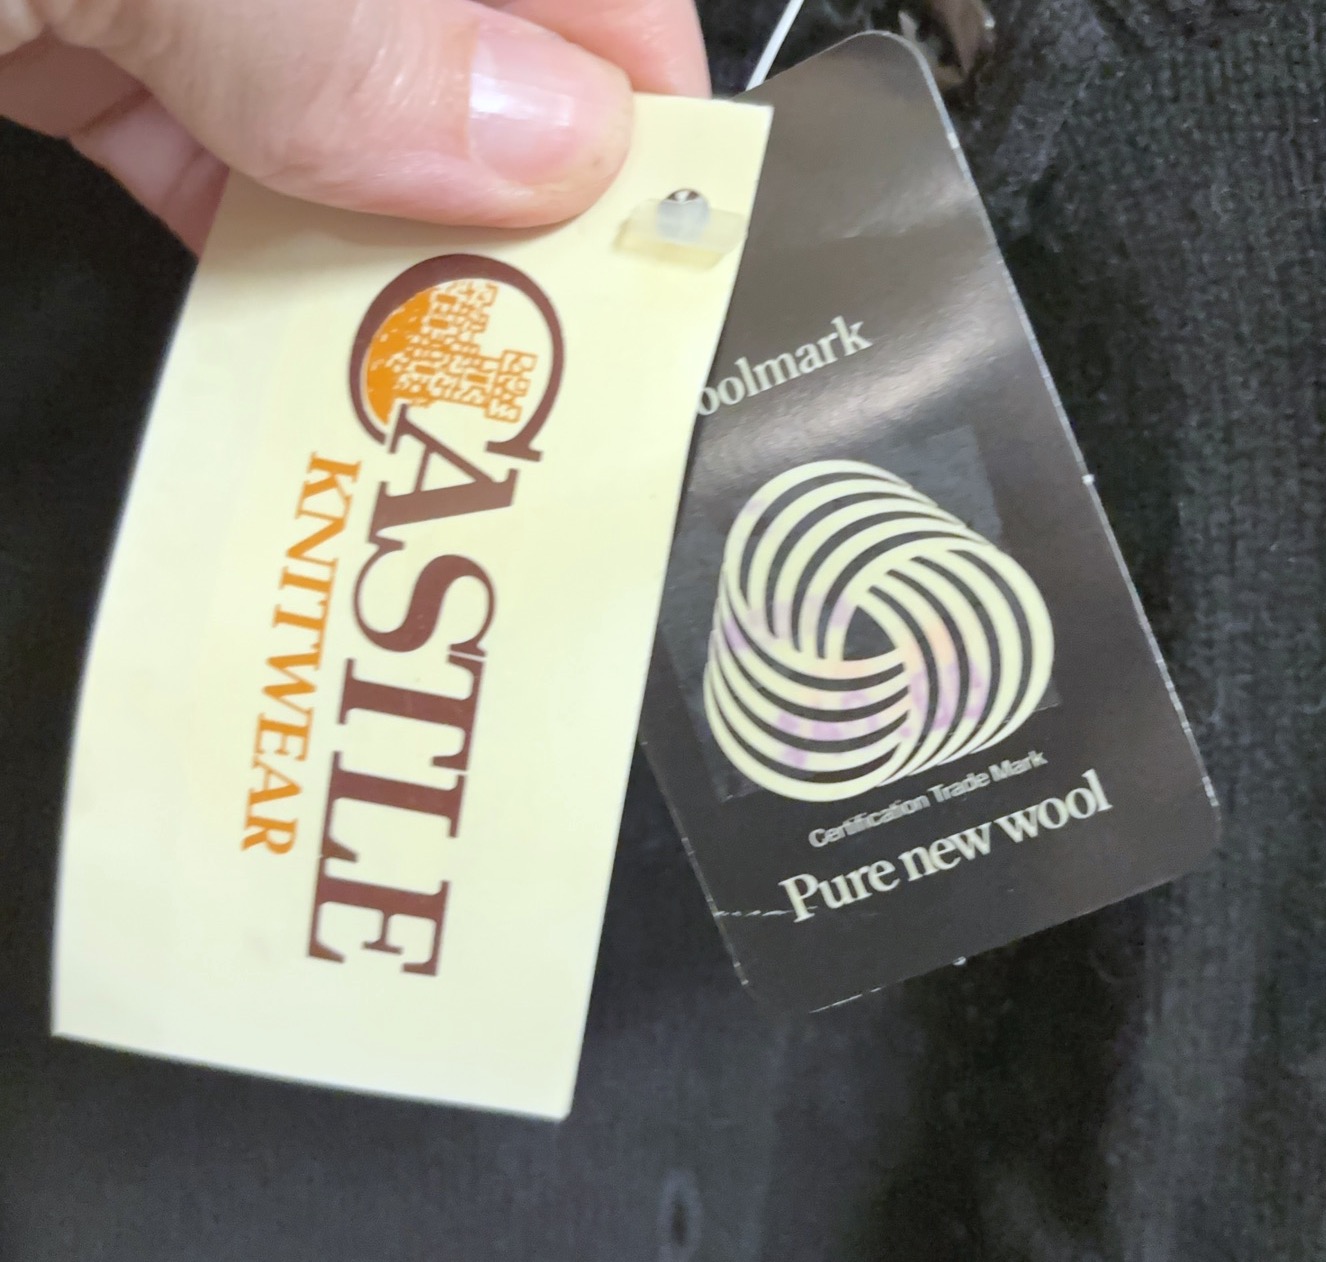 CASTLE
KNITWEAR
oolmark
Certification Trade Mark
Pure new wool